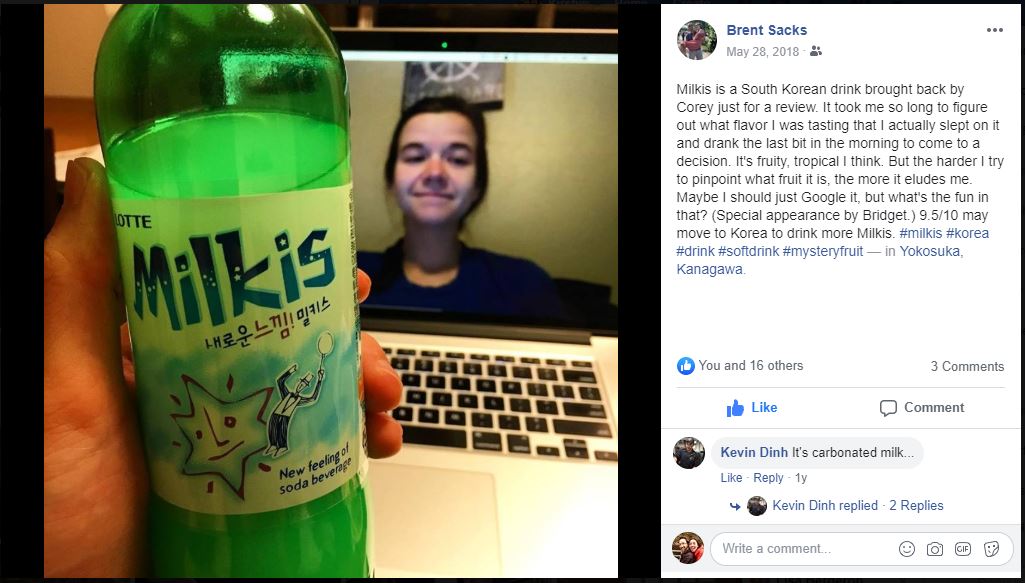 LOTTE
Milkis
새로운느낌!밀키스
New feeling of
soda beverage
Brent Sacks
May 28, 2018 ·
Milkis is a South Korean drink brought back by
Corey just for a review. It took me so long to figure
out what flavor I was tasting that I actually slept on it
and drank the last bit in the morning to come to a
decision. It's fruity, tropical I think. But the harder I try
to pinpoint what fruit it is, the more it eludes me.
Maybe I should just Google it, but what's the fun in
that? (Special appearance by Bridget.) 9.5/10 may
move to Korea to drink more Milkis. #milkis #korea
#drink #softdrink #mysteryfruit — in Yokosuka,
Kanagawa.
You and 16 others 3 Comments
Like Comment
Kevin Dinh It's carbonated milk...
Like · Reply · 1y
Kevin Dinh replied · 2 Replies
Write a comment... GIF